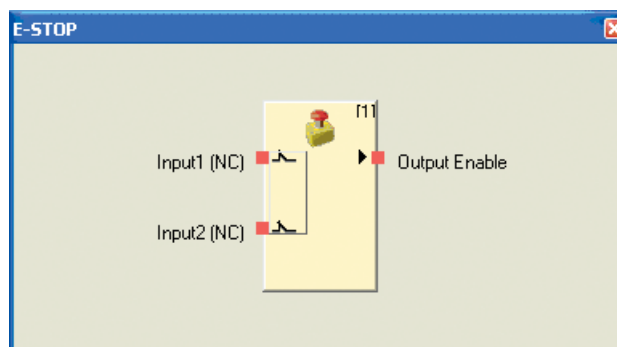 E-STOP
[1]
Input1 (NC)
Output Enable
Input2 (NC)